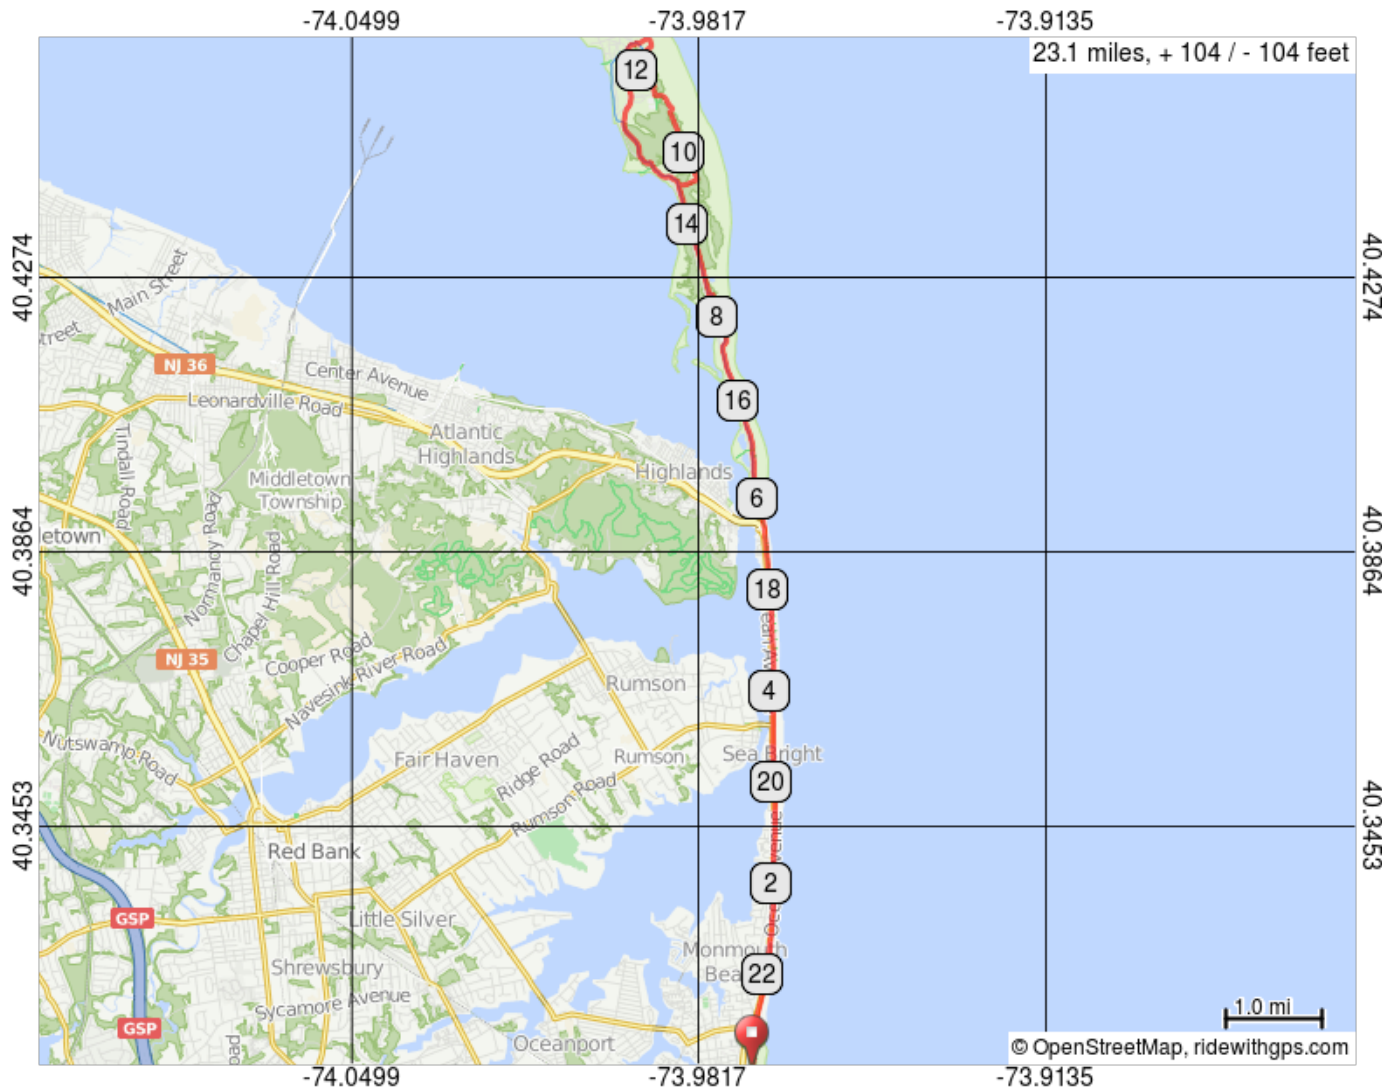 -74.0499
-73.9817
-73.9135
23.1 miles, + 104 / - 104 feet
12
10
14
40.4274
40.4274
Main Street
8
treet
NJ 36
Center Avenue
Leonardville Road
16
Atlantic
Highlands
Tindall Road
Middletown
Township
Highlands
6
Normandy Road
letown
40.3864
40.3864
Chapel Hill Road
18
Cooper Road
NJ 35
Navesink River Road
Rumson
4
Nutswamp Road
Fair Haven
Ridge Road
Rumson
Sea Bright
20
Rumson Road
40.3453
40.3453
Red Bank
Ocean Avenue
2
GSP
Little Silver
Monmouth
Beach
Shrewsbury
22
Sycamore Avenue
1.0 mi
GSP
oad
Oceanport
© OpenStreetMap, ridewithgps.com
-74.0499
-73.9817
-73.9135